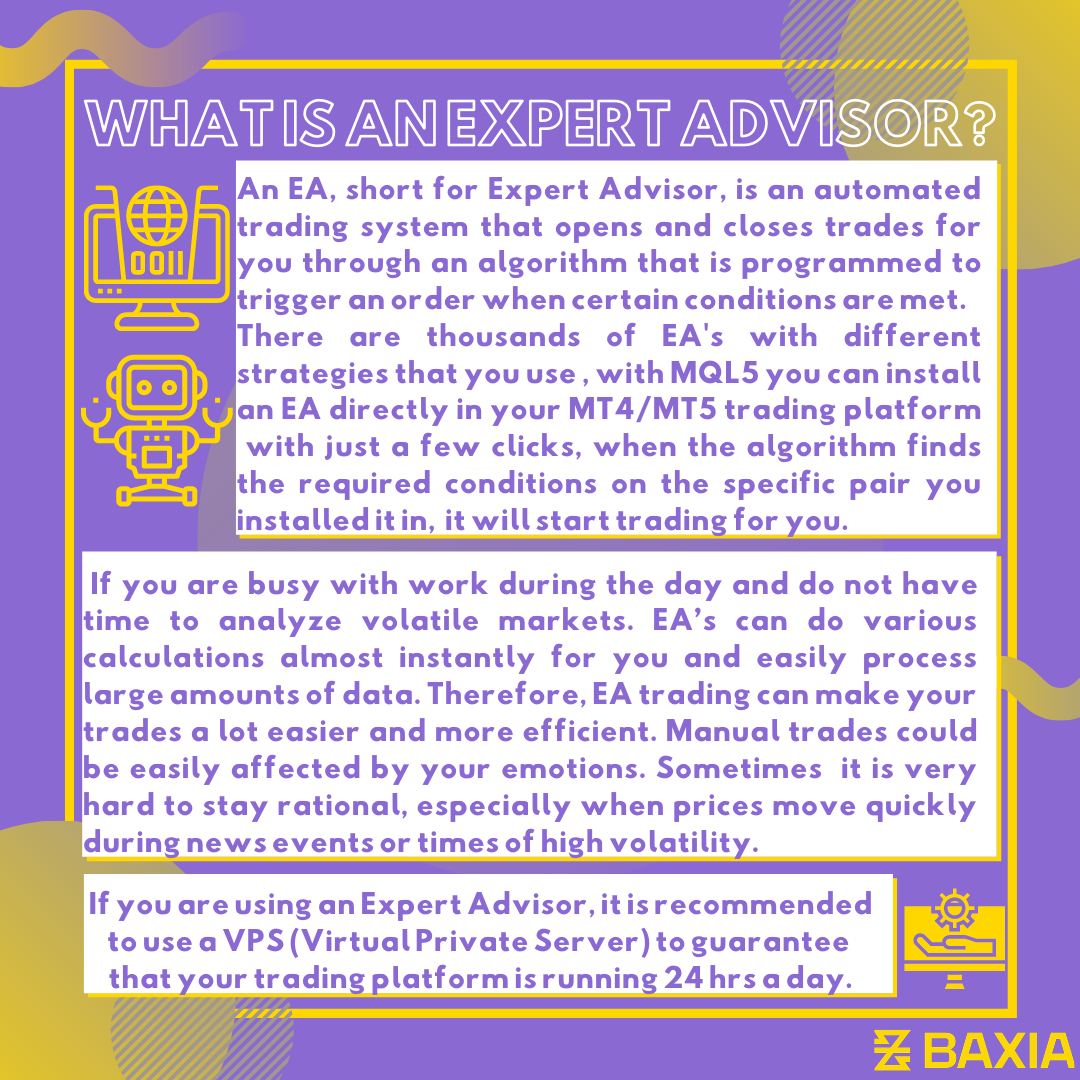 WHAT IS AN EXPERT ADVISOR?
0011
An EA, short for Expert Advisor, is an automated
trading system that opens and closes trades for
you through an algorithm that is programmed to
trigger an order when certain conditions are met.
There are thousands of EA's with different
strategies that you use , with MQL5 you can install
an EA directly in your MT4/MT5 trading platform
with just a few clicks, when the algorithm finds
the required conditions on the specific pair you
installed it in, it will start trading for you.
If you are busy with work during the day and do not have
time to analyze volatile markets. EA’s can do various
calculations almost instantly for you and easily process
large amounts of data. Therefore, EA trading can make your
trades a lot easier and more efficient. Manual trades could
be easily affected by your emotions. Sometimes it is very
hard to stay rational, especially when prices move quickly
during news events or times of high volatility.
If you are using an Expert Advisor, it is recommended
to use a VPS (Virtual Private Server) to guarantee
that your trading platform is running 24 hrs a day.
BAXIA